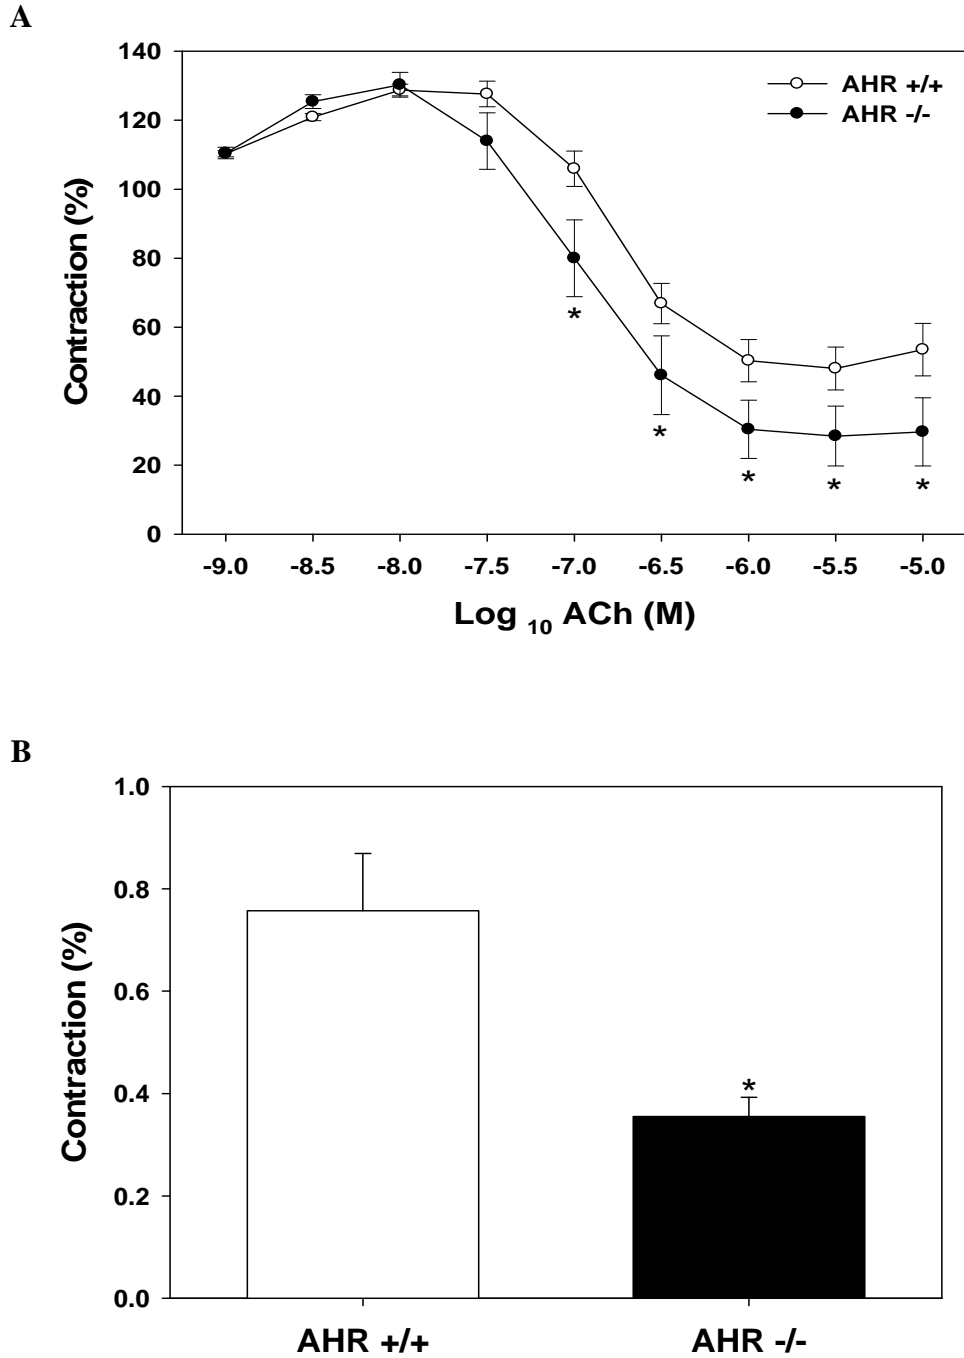 A
140
120
100
80
60
40
20
0
Contraction (%)
AHR +/+
AHR -/-
*
*
*
*
*
-9.0 -8.5 -8.0 -7.5 -7.0 -6.5 -6.0 -5.5 -5.0
Log 10 ACh (M)
B
1.0
0.8
0.6
0.4
0.2
0.0
Contraction (%)
*
AHR +/+ AHR -/-